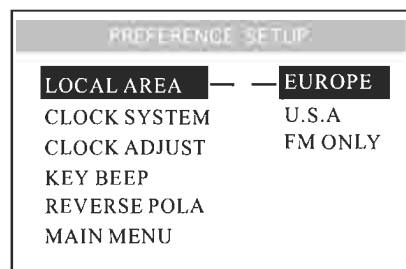 PREFERENCE SETUP
LOCAL AREA — — EUROPE
CLOCK SYSTEM U.S.A
CLOCK ADJUST FM ONLY
KEY BEEP
REVERSE POLA
MAIN MENU